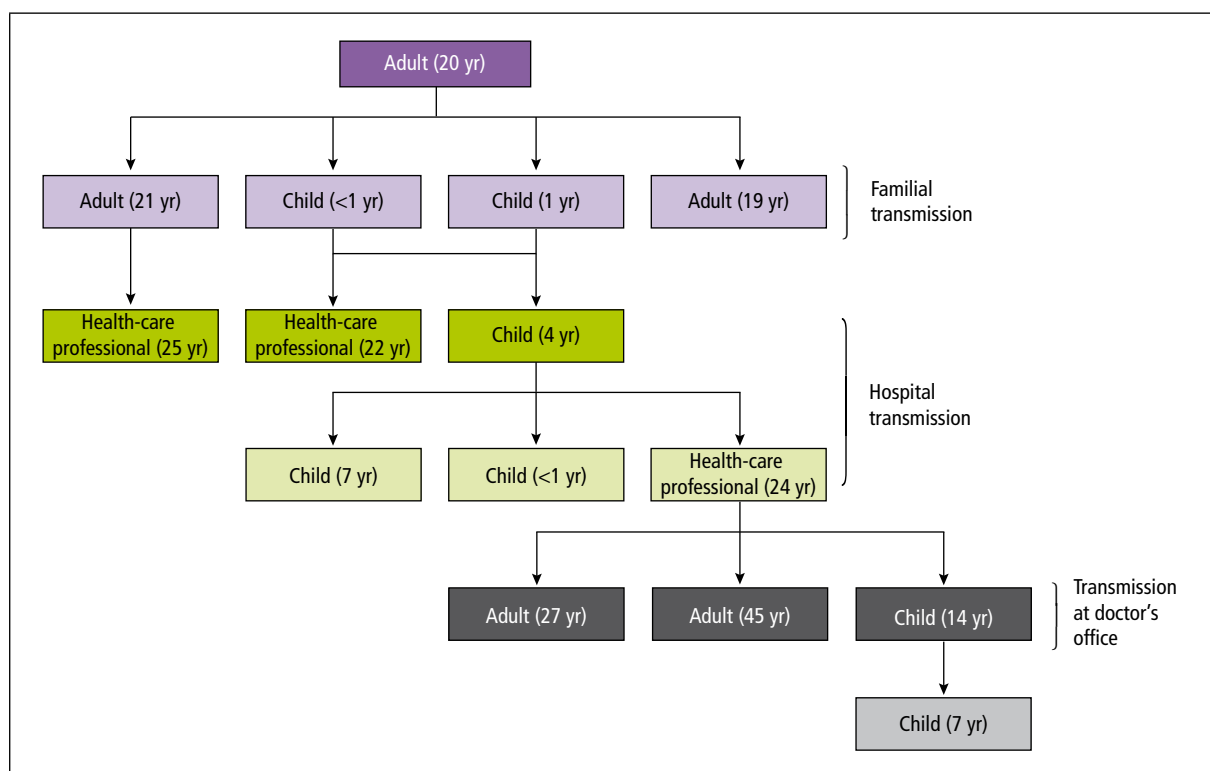 Adult (20 yr)
Adult (21 yr)
Child (<1 yr)
Child (1 yr)
Adult (19 yr)
Familial
transmission
Health-care
professional (25 yr)
Health-care
professional (22 yr)
Child (4 yr)
Hospital
transmission
Child (7 yr)
Child (<1 yr)
Health-care
professional (24 yr)
Adult (27 yr)
Adult (45 yr)
Child (14 yr)
Transmission
at doctor’s
office
Child (7 yr)